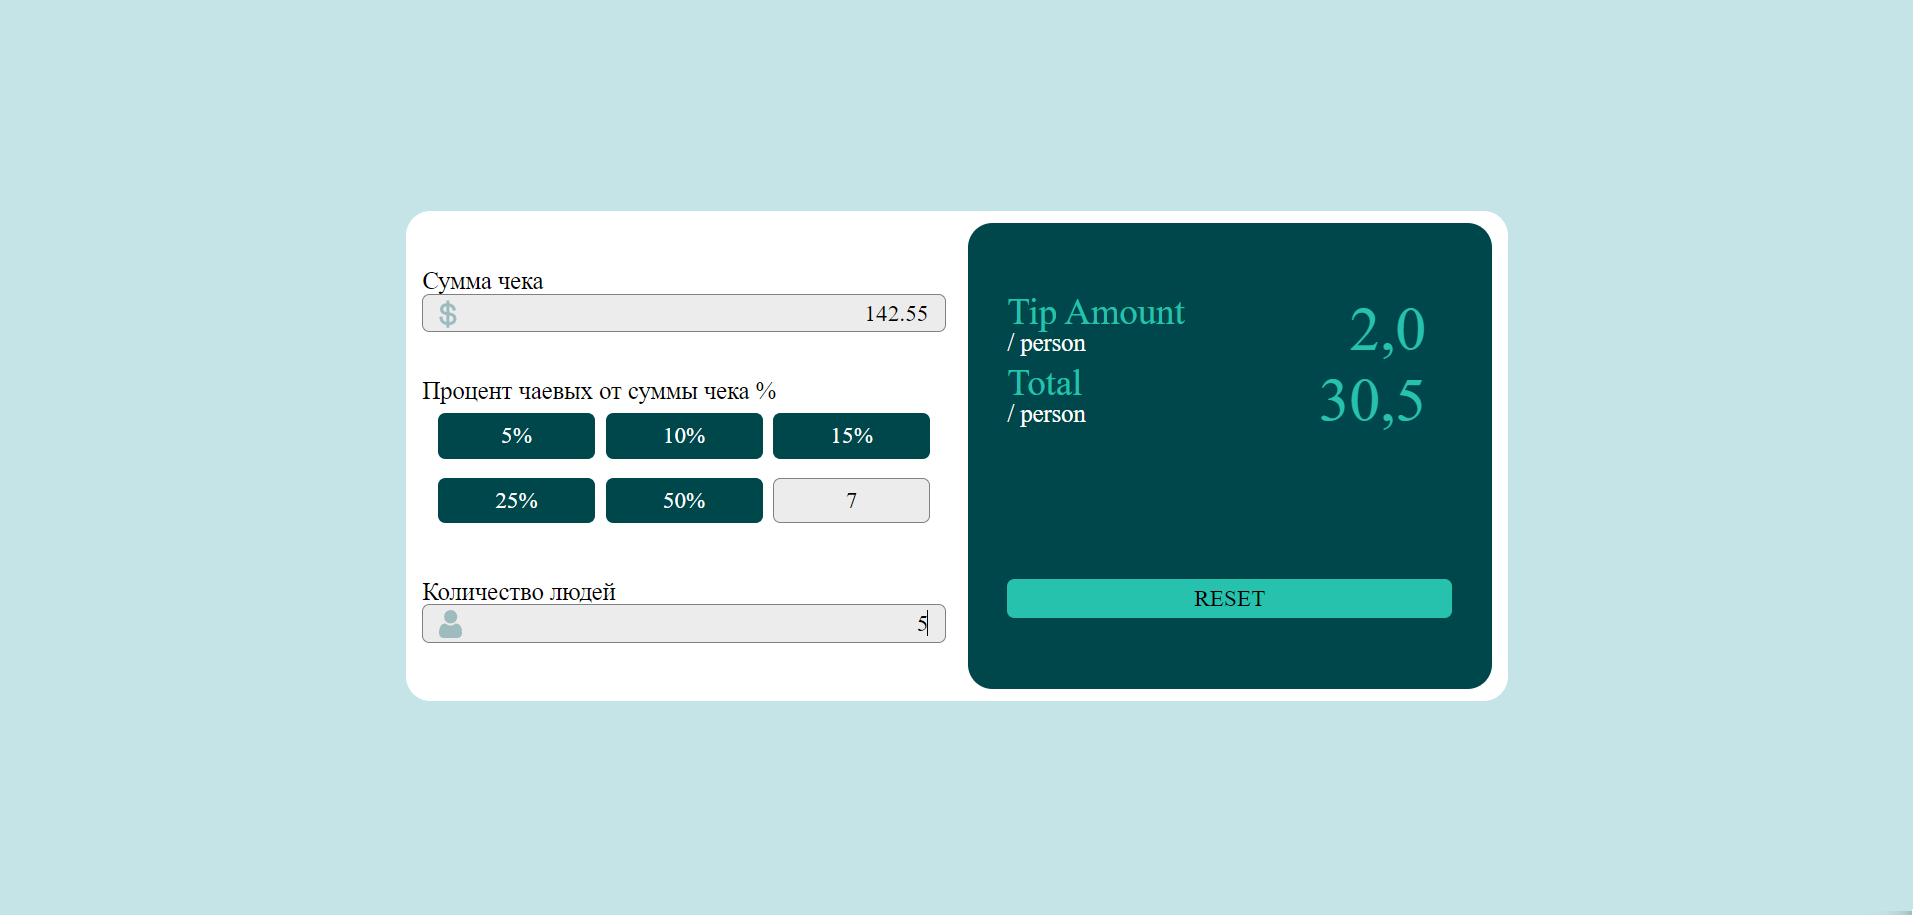 Сумма чека
142.55
Процент чаевых от суммы чека %
5% 10% 15%
25% 50% 7
Количество людей
5
Tip Amount
/ person
2,0
Total
/ person
30,5
RESET